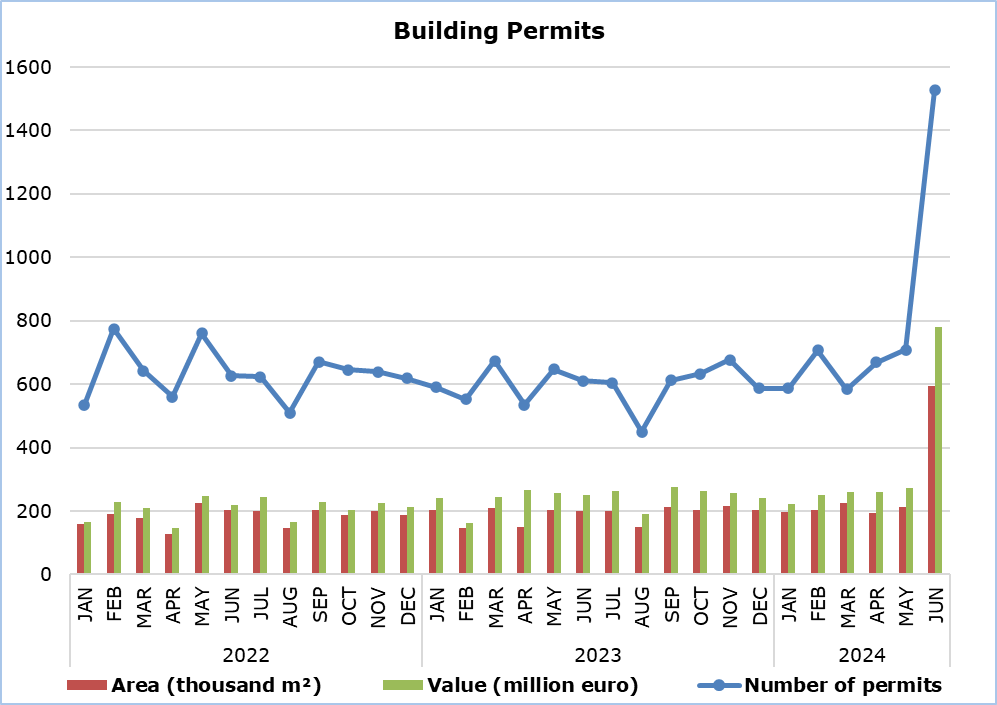 Building Permits
1600
1400
1200
1000
800
600
400
200
0
JAN FEB MAR APR MAY JUN JUL AUG SEP OCT NOV DEC JAN FEB MAR APR MAY JUN JUL AUG SEP OCT NOV DEC JAN FEB MAR APR MAY JUN
2022 2023 2024
Area (thousand m²) Value (million euro) Number of permits